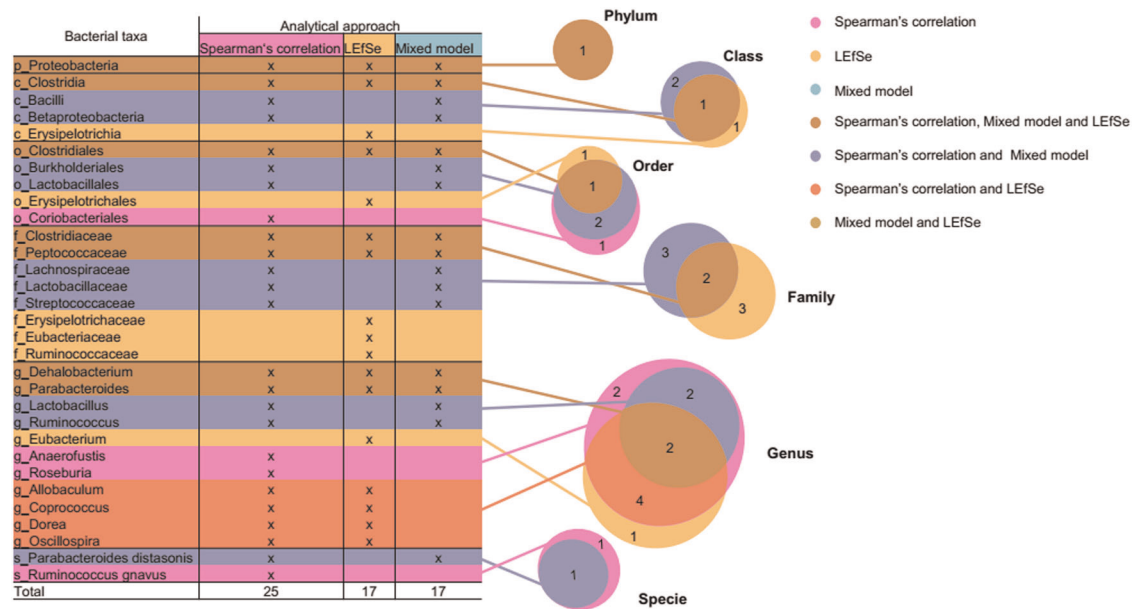 Bacterial taxa
Analytical approach
Spearman's correlation LEfSe Mixed model
p_Proteobacteria x x x
c_Clostridia x x x
c_Bacilli x x
c_Betaproteobacteria x x
c_Erysipelotrichia x
o_Clostridiales x x x
o_Burkholderiales x x
o_Lactobacillales x x
o_Erysipelotrichales x
o_Coriobacteriales x
f_Clostridiaceae x x x
f_Peptococcaceae x x x
f_Lachnospiraceae x x
f_Lactobacillaceae x x
f_Streptococcaceae x x
f_Erysipelotrichaceae x
f_Eubacteriaceae x
f_Ruminococcaceae x
g_Dehalobacterium x x x
g_Parabacteroides x x x
g_Lactobacillus x x
g_Ruminococcus x x
g_Eubacterium x
g_Anaerofustis x
g_Roseburia x
g_Allobaculum x x
g_Coprococcus x x
g_Dorea x x
g_Oscillospira x x
s_Parabacteroides distasonis x x
s_Ruminococcus gnavus x
Total 25 17 17
Phylum
1
Class
2
1
1
Order
1
1
2
1
Family
3
2
3
Genus
2
2
2
4
1
Specie
1
1
Spearman's correlation
LEfSe
Mixed model
Spearman's correlation, Mixed model and LEfSe
Spearman's correlation and Mixed model
Spearman's correlation and LEfSe
Mixed model and LEfSe